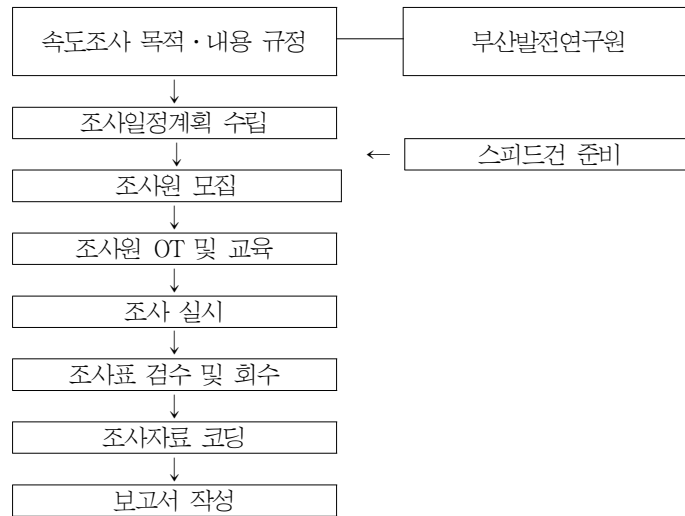 속도조사 목적·내용 규정
부산발전연구원
↓
조사일정계획 수립
↓
← 스피드건 준비
조사원 모집
↓
조사원 OT 및 교육
↓
조사 실시
↓
조사표 검수 및 회수
↓
조사자료 코딩
↓
보고서 작성